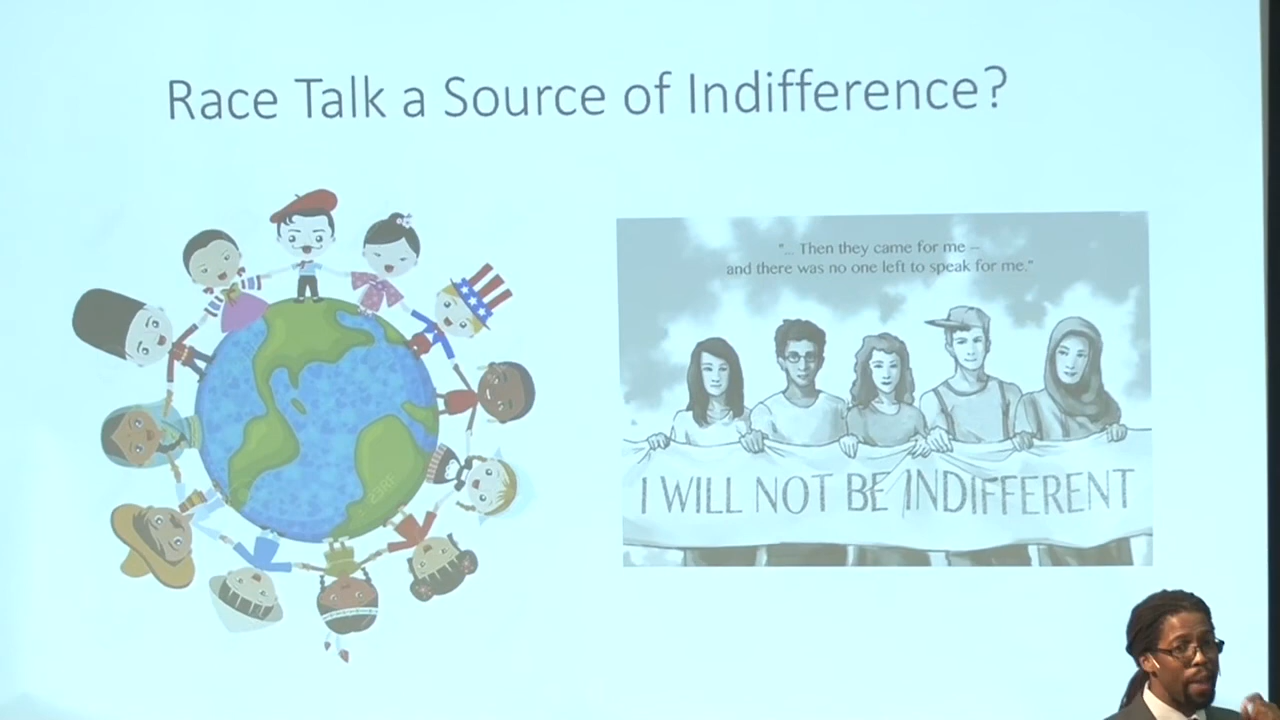 Race Talk a Source of Indifference?
"... Then they came for me –
and there was no one left to speak for me."
I WILL NOT BE INDIFFERENT